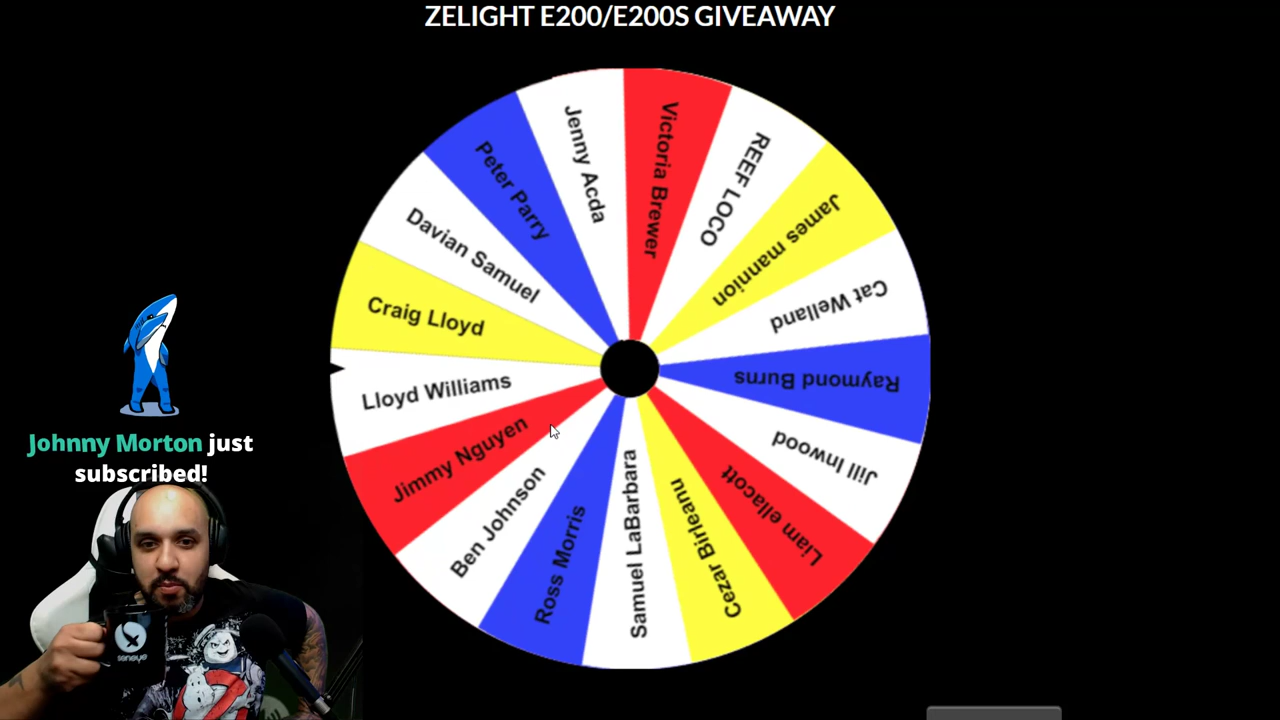 ZELIGHT E200/E200S GIVEAWAY
Jenny Acda
Victoria Brewer
REEF LOCO
James mannion
Cat Welland
Raymond Burns
Jill Inwood
Liam ellacott
Cezar Birleanu
Samuel LaBarbara
Ross Morris
Ben Johnson
Jimmy Nguyen
Lloyd Williams
Craig Lloyd
Davian Samuel
Peter Parry
Johnny Morton just
subscribed!
seneye